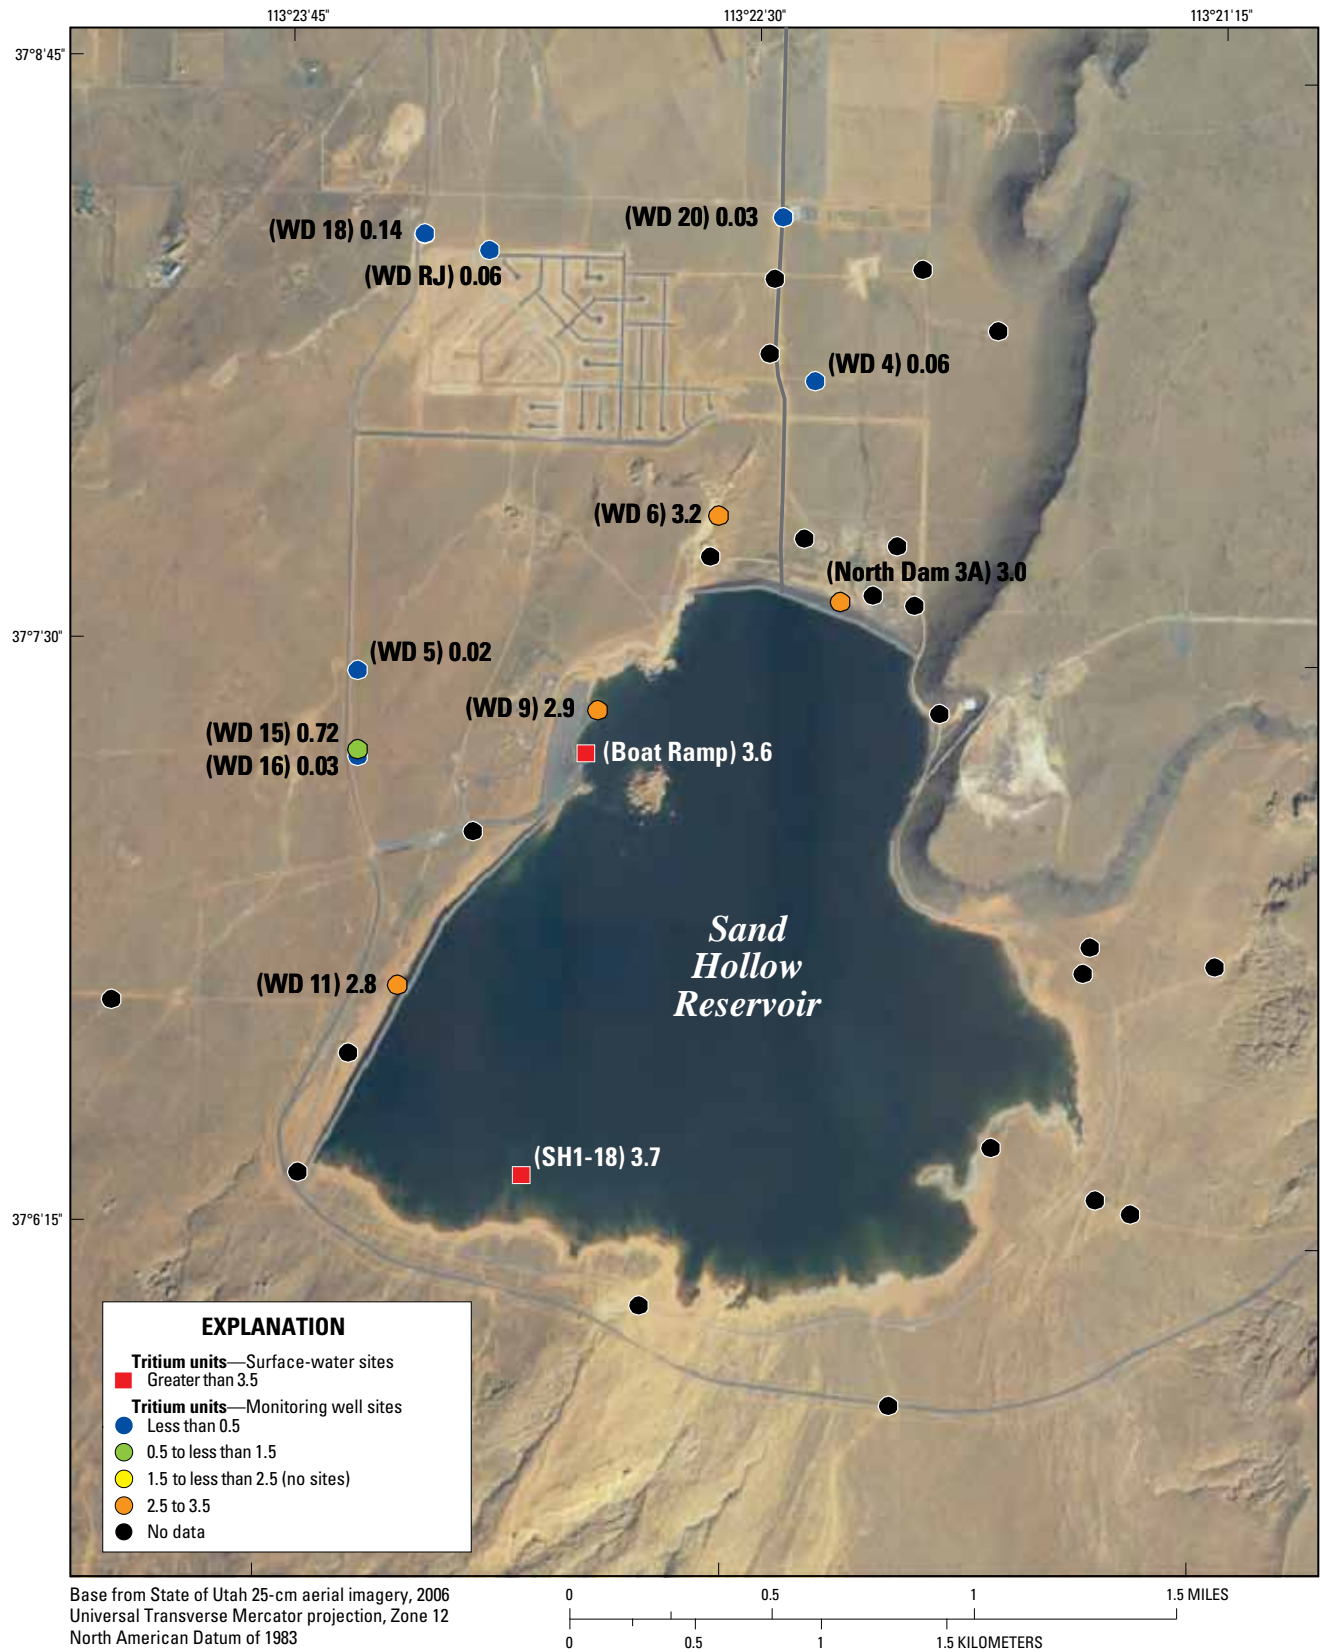 113°23'45"
113°22'30"
113°21'15"
37°8'45"
(WD 18) 0.14
(WD 20) 0.03
(WD RJ) 0.06
(WD 4) 0.06
(WD 6) 3.2
(North Dam 3A) 3.0
37°7'30"
(WD 5) 0.02
(WD 9) 2.9
(WD 15) 0.72
(WD 16) 0.03
(Boat Ramp) 3.6
Sand
Hollow
Reservoir
(WD 11) 2.8
(SH1-18) 3.7
37°6'15"
EXPLANATION
Tritium units—Surface-water sites
Greater than 3.5
Tritium units—Monitoring well sites
Less than 0.5
0.5 to less than 1.5
1.5 to less than 2.5 (no sites)
2.5 to 3.5
No data
Base from State of Utah 25-cm aerial imagery, 2006
Universal Transverse Mercator projection, Zone 12
North American Datum of 1983
0 0.5 1 1.5 MILES
0 0.5 1 1.5 KILOMETERS